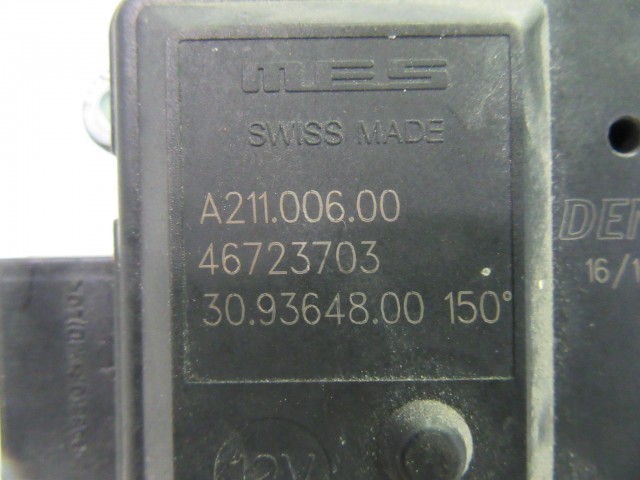 MES
SWISS MADE
A211.006.00
46723703
30.93648.00 150°
12V
16/1